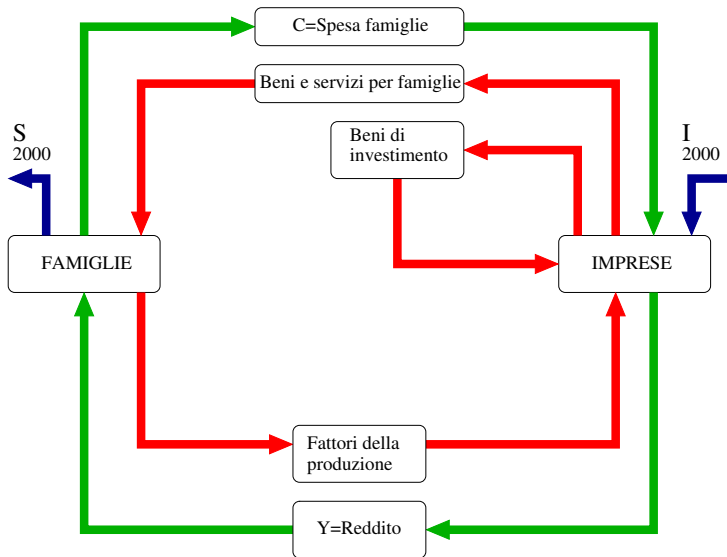 C=Spesa famiglie
Beni e servizi per famiglie
S
2000
Beni di
investimento
I
2000
FAMIGLIE
IMPRESE
Fattori della
produzione
Y=Reddito